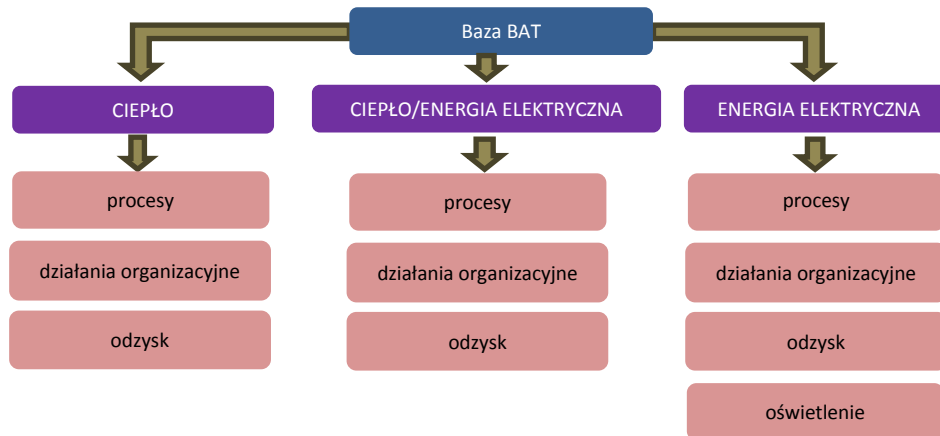 Baza BAT
CIEPŁO
CIEPŁO/ENERGIA ELEKTRYCZNA
ENERGIA ELEKTRYCZNA
procesy
procesy
procesy
działania organizacyjne
działania organizacyjne
działania organizacyjne
odzysk
odzysk
odzysk
oświetlenie